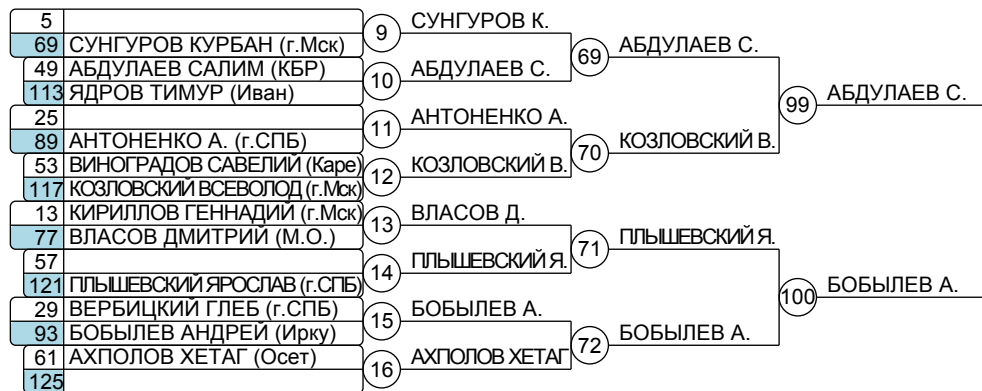 5
69 СУНГУРОВ КУРБАН (г.Мск)
9
СУНГУРОВ К.
49 АБДУЛАЕВ САЛИМ (КБР)
113 ЯДРОВ ТИМУР (Иван)
10
АБДУЛАЕВ С.
69
АБДУЛАЕВ С.
25
89 АНТОНЕНКО А. (г.СПБ)
11
АНТОНЕНКО А.
53 ВИНОГРАДОВ САВЕЛИЙ (Каре)
117 КОЗЛОВСКИЙ ВСЕВОЛОД (г.Мск)
12
КОЗЛОВСКИЙ В.
70
КОЗЛОВСКИЙ В.
99
АБДУЛАЕВ С.
13 КИРИЛЛОВ ГЕННАДИЙ (г.Мск)
77 ВЛАСОВ ДМИТРИЙ (М.О.)
13
ВЛАСОВ Д.
57
121 ПЛЫШЕВСКИЙ ЯРОСЛАВ (г.СПБ)
14
ПЛЫШЕВСКИЙ Я.
71
ПЛЫШЕВСКИЙ Я.
29 ВЕРБИЦКИЙ ГЛЕБ (г.СПБ)
93 БОБЫЛЕВ АНДРЕЙ (Ирку)
15
БОБЫЛЕВ А.
61 АХПОЛОВ ХЕТАГ (Осет)
125
16
АХПОЛОВ ХЕТАГ
72
БОБЫЛЕВ А.
100
БОБЫЛЕВ А.